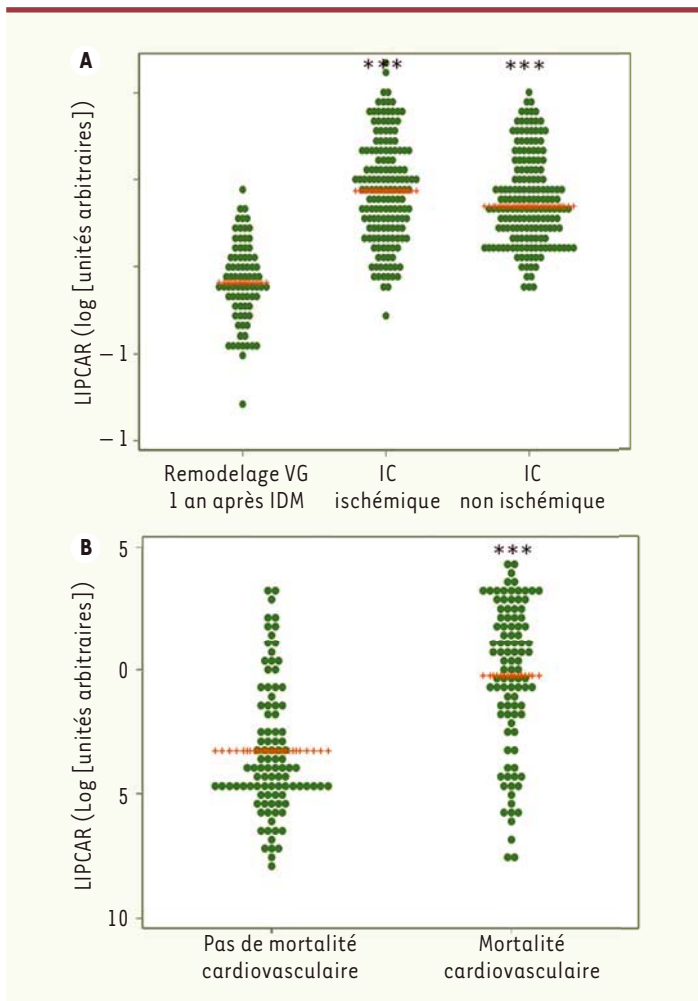 A
LIPCAR (log [unités arbitraires])
***
***
– 1
– 1
Remodelage VG
1 an après IDM
IC
ischémique
IC
non ischémique
B
LIPCAR (Log [unités arbitraires])
***
5
0
5
10
Pas de mortalité
cardiovasculaire
Mortalité
cardiovasculaire